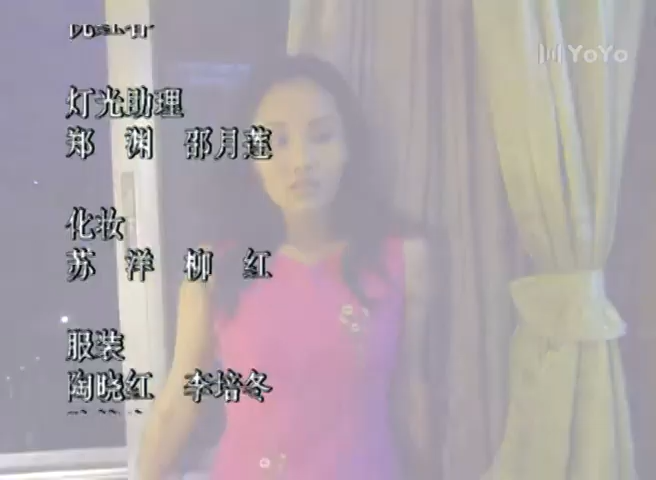 YoYo
灯光助理
郑 渊 邵月莲
化妆
苏 洋 柳 红
服装
陶晓红 李培冬